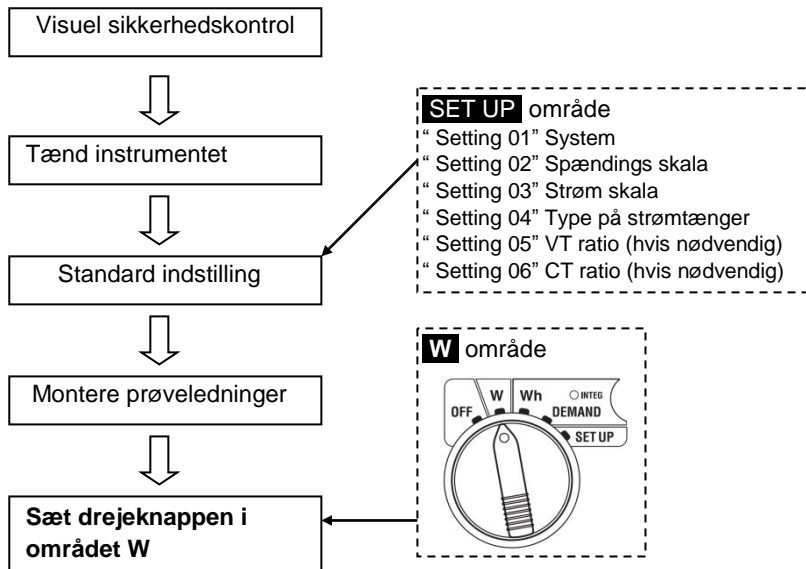 Visuel sikkerhedskontrol
Tænd instrumentet
Standard indstilling
Montere prøveledninger
Sæt drejeknappen i
området W
SET UP område
“ Setting 01” System
“ Setting 02” Spændings skala
“ Setting 03” Strøm skala
“ Setting 04” Type på strømtænger
“ Setting 05” VT ratio (hvis nødvendig)
“ Setting 06” CT ratio (hvis nødvendig)
W område
OFF
W
Wh
INTEG
DEMAND
SET UP